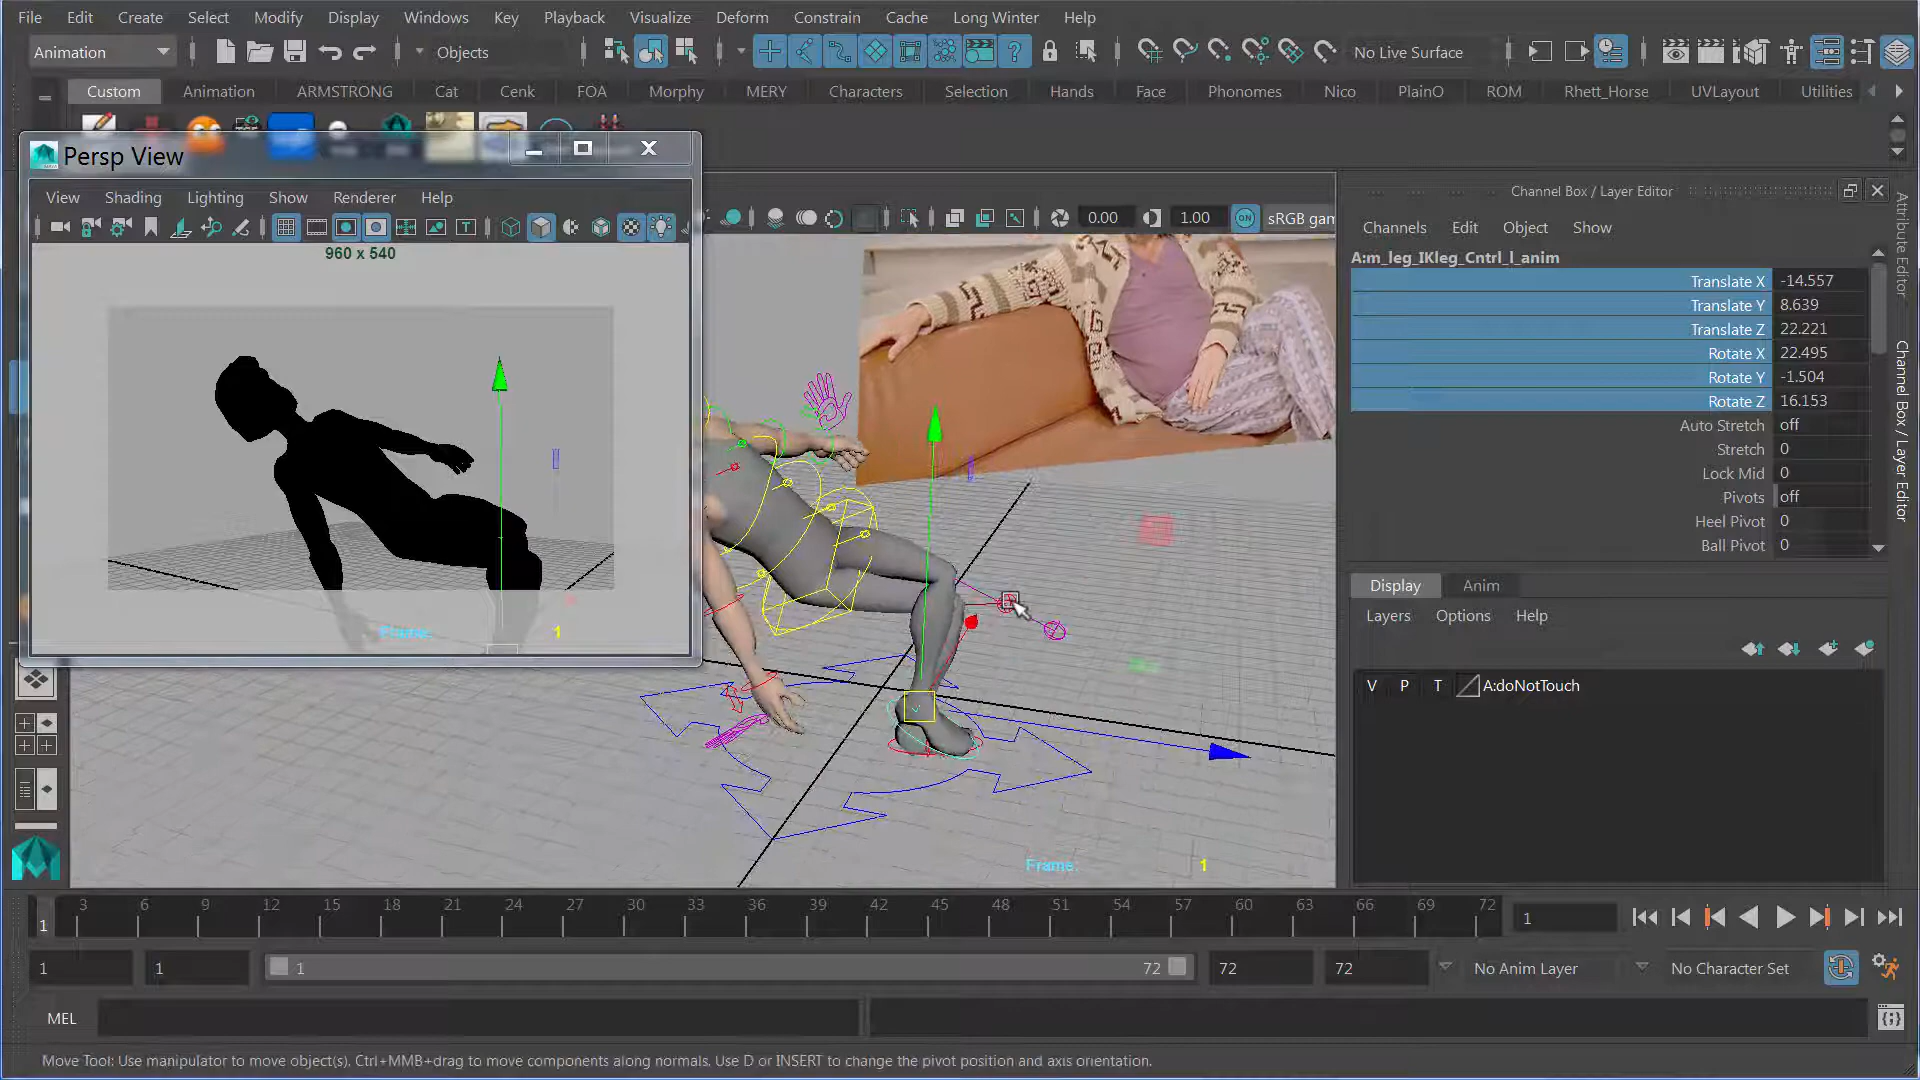 File Edit Create Select Modify Display Windows Key Playback Visualize Deform Constrain Cache Long Winter Help
Animation Objects No Live Surface
Custom Animation ARMSTRONG Cat Cenk FOA Morphy MERY Characters Selection Hands Face Phonomes Nico PlainO ROM Rhett_Horse UVLayout Utilities
Persp View
View Shading Lighting Show Renderer Help
960 x 540
Frame: 1
0.00 1.00 ON sRGB gam
Frame: 1
Channel Box / Layer Editor
Channels Edit Object Show
A:m_leg_IKleg_Cntrl_l_anim
Translate X -14.557
Translate Y 8.639
Translate Z 22.221
Rotate X 22.495
Rotate Y -1.504
Rotate Z 16.153
Auto Stretch off
Stretch 0
Lock Mid 0
Pivots off
Heel Pivot 0
Ball Pivot 0
Display Anim
Layers Options Help
V P T A:doNotTouch
Attribute Editor
Channel Box / Layer Editor
1 3 6 9 12 15 18 21 24 27 30 33 36 39 42 45 48 51 54 57 60 63 66 69 72 1
1 1 1 72 72 72 No Anim Layer No Character Set
MEL
Move Tool: Use manipulator to move object(s). Ctrl+MMB+drag to move components along normals. Use D or INSERT to change the pivot position and axis orientation.